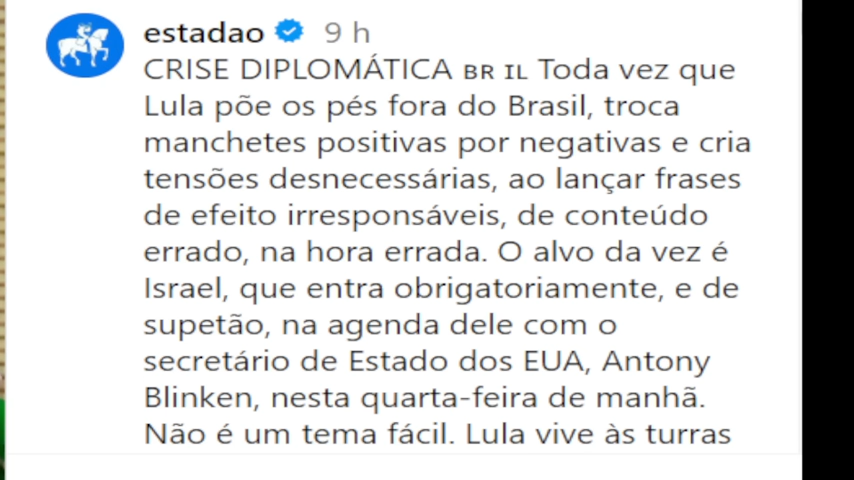 estadao 9 h
CRISE DIPLOMÁTICA ʙʀ ɪʟ Toda vez que
Lula põe os pés fora do Brasil, troca
manchetes positivas por negativas e cria
tensões desnecessárias, ao lançar frases
de efeito irresponsáveis, de conteúdo
errado, na hora errada. O alvo da vez é
Israel, que entra obrigatoriamente, e de
supetão, na agenda dele com o
secretário de Estado dos EUA, Antony
Blinken, nesta quarta-feira de manhã.
Não é um tema fácil. Lula vive às turras